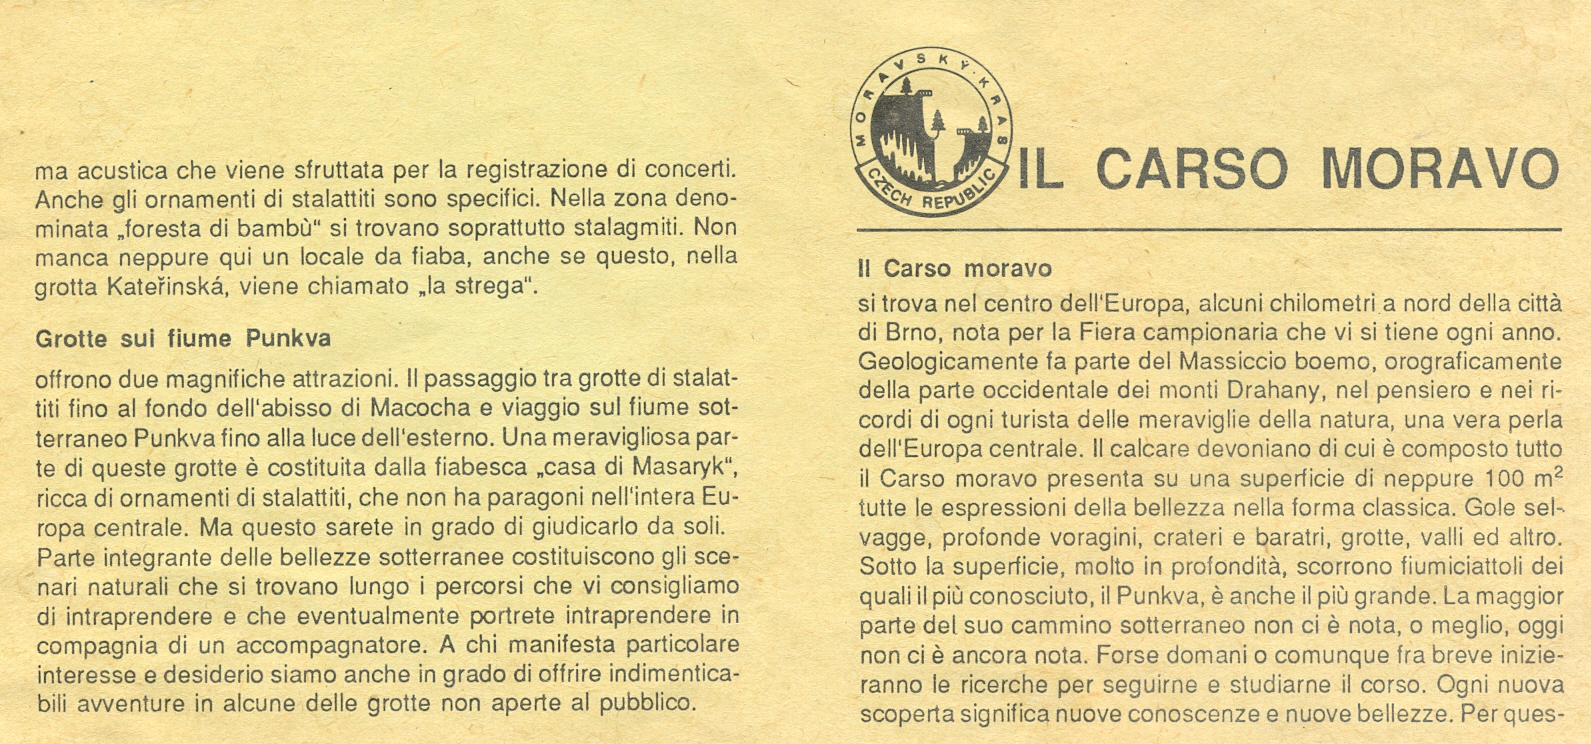 ma acustica che viene sfruttata per la registrazione di concerti.
Anche gli ornamenti di stalattiti sono specifici. Nella zona deno-
minata „foresta di bambù“ si trovano soprattutto stalagmiti. Non
manca neppure qui un locale da fiaba, anche se questo, nella
grotta Kateřinská, viene chiamato „la strega“.
Grotte sui fiume Punkva
offrono due magnifiche attrazioni. Il passaggio tra grotte di stalat-
titi fino al fondo dell'abisso di Macocha e viaggio sul fiume sot-
terraneo Punkva fino alla luce dell'esterno. Una meravigliosa par-
te di queste grotte è costituita dalla fiabesca „casa di Masaryk“,
ricca di ornamenti di stalattiti, che non ha paragoni nell'intera Eu-
ropa centrale. Ma questo sarete in grado di giudicarlo da soli.
Parte integrante delle bellezze sotterranee costituiscono gli sce-
nari naturali che si trovano lungo i percorsi che vi consigliamo
di intraprendere e che eventualmente portrete intraprendere in
compagnia di un accompagnatore. A chi manifesta particolare
interesse e desiderio siamo anche in grado di offrire indimentica-
bili avventure in alcune delle grotte non aperte al pubblico.
MORAVSKÝ·KRAS
CZECH REPUBLIC
IL CARSO MORAVO
Il Carso moravo
si trova nel centro dell'Europa, alcuni chilometri a nord della città
di Brno, nota per la Fiera campionaria che vi si tiene ogni anno.
Geologicamente fa parte del Massiccio boemo, orograficamente
della parte occidentale dei monti Drahany, nel pensiero e nei ri-
cordi di ogni turista delle meraviglie della natura, una vera perla
dell'Europa centrale. Il calcare devoniano di cui è composto tutto
il Carso moravo presenta su una superficie di neppure 100 m²
tutte le espressioni della bellezza nella forma classica. Gole sel-
vagge, profonde voragini, crateri e baratri, grotte, valli ed altro.
Sotto la superficie, molto in profondità, scorrono fiumiciattoli dei
quali il più conosciuto, il Punkva, è anche il più grande. La maggior
parte del suo cammino sotterraneo non ci è nota, o meglio, oggi
non ci è ancora nota. Forse domani o comunque fra breve inizie-
ranno le ricerche per seguirne e studiarne il corso. Ogni nuova
scoperta significa nuove conoscenze e nuove bellezze. Per ques-